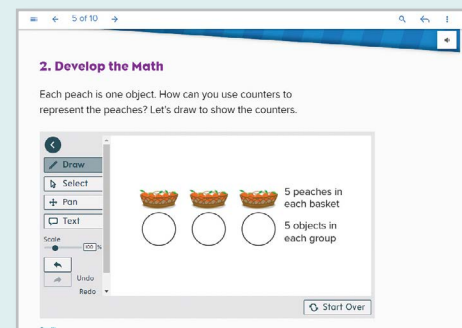 5 of 10
2. Develop the Math
Each peach is one object. How can you use counters to
represent the peaches? Let's draw to show the counters.
Draw
Select
Pan
Text
Scale
100 %
Undo
Redo
5 peaches in
each basket
5 objects in
each group
Start Over